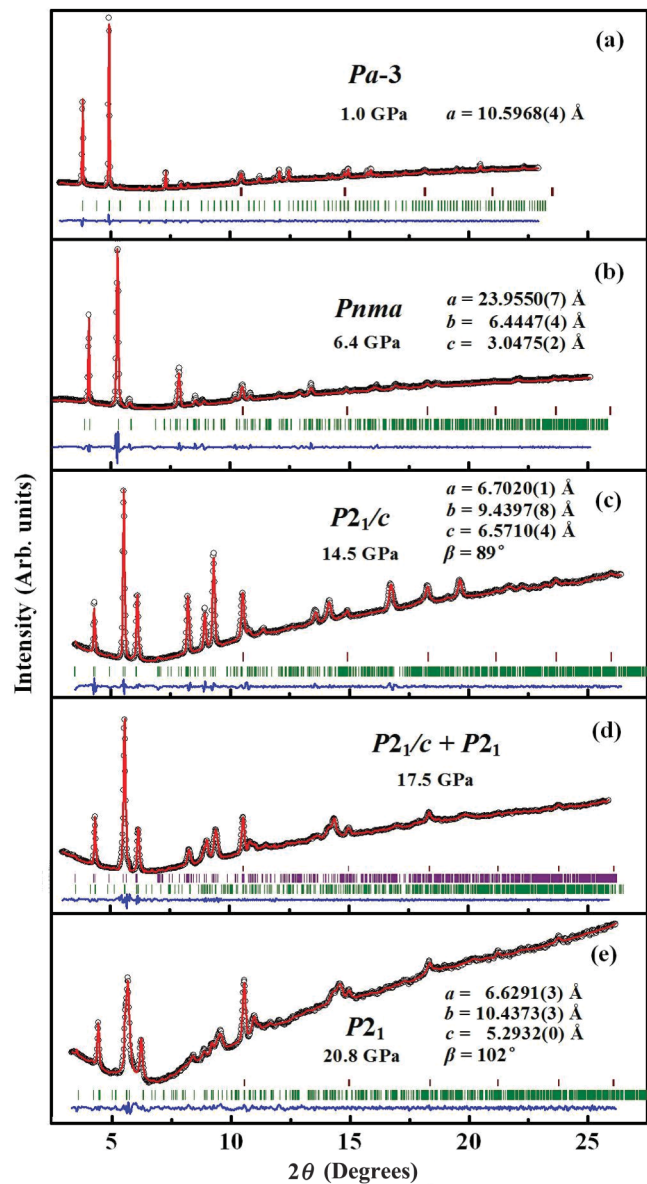 (a)
Pa-3
1.0 GPa
a = 10.5968(4) Å
(b)
Pnma
6.4 GPa
a = 23.9550(7) Å
b = 6.4447(4) Å
c = 3.0475(2) Å
(c)
P2₁/c
14.5 GPa
a = 6.7020(1) Å
b = 9.4397(8) Å
c = 6.5710(4) Å
β = 89°
(d)
P2₁/c + P2₁
17.5 GPa
(e)
P2₁
20.8 GPa
a = 6.6291(3) Å
b = 10.4373(3) Å
c = 5.2932(0) Å
β = 102°
Intensity (Arb. units)
5 10 15 20 25
2θ (Degrees)